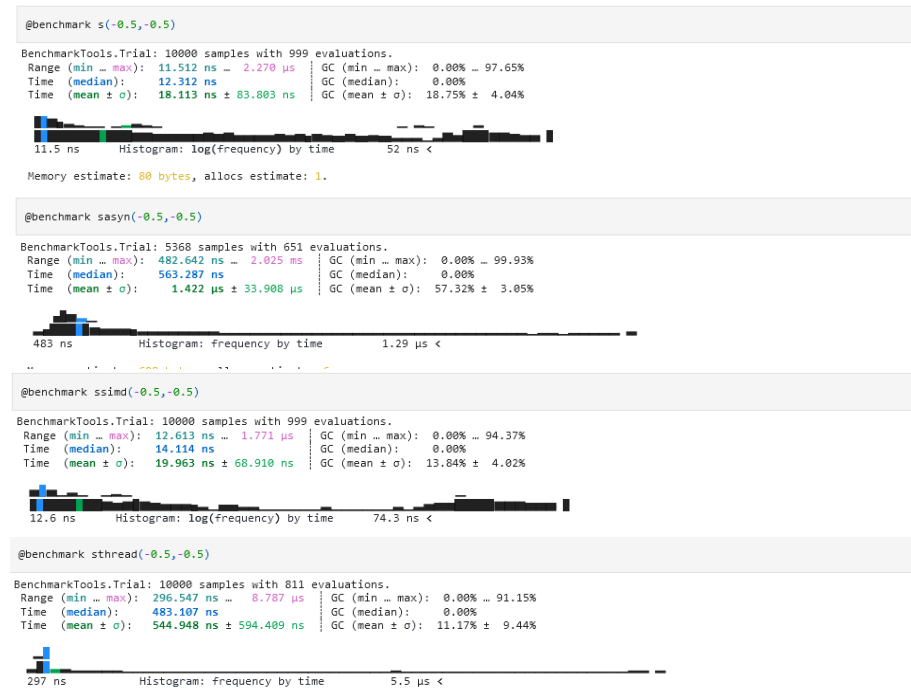 @benchmark s(-0.5,-0.5)
BenchmarkTools.Trial: 10000 samples with 999 evaluations.
Range (min … max): 11.512 ns … 2.270 μs ┊ GC (min … max): 0.00% … 97.65%
Time (median): 12.312 ns ┊ GC (median): 0.00%
Time (mean ± σ): 18.113 ns ± 83.803 ns ┊ GC (mean ± σ): 18.75% ± 4.04%
11.5 ns Histogram: log(frequency) by time 52 ns <
Memory estimate: 80 bytes, allocs estimate: 1.
@benchmark sasyn(-0.5,-0.5)
BenchmarkTools.Trial: 5368 samples with 651 evaluations.
Range (min … max): 482.642 ns … 2.025 ms ┊ GC (min … max): 0.00% … 99.93%
Time (median): 563.287 ns ┊ GC (median): 0.00%
Time (mean ± σ): 1.422 μs ± 33.908 μs ┊ GC (mean ± σ): 57.32% ± 3.05%
483 ns Histogram: frequency by time 1.29 μs <
@benchmark ssimd(-0.5,-0.5)
BenchmarkTools.Trial: 10000 samples with 999 evaluations.
Range (min … max): 12.613 ns … 1.771 μs ┊ GC (min … max): 0.00% … 94.37%
Time (median): 14.114 ns ┊ GC (median): 0.00%
Time (mean ± σ): 19.963 ns ± 68.910 ns ┊ GC (mean ± σ): 13.84% ± 4.02%
12.6 ns Histogram: log(frequency) by time 74.3 ns <
@benchmark sthread(-0.5,-0.5)
BenchmarkTools.Trial: 10000 samples with 811 evaluations.
Range (min … max): 296.547 ns … 8.787 μs ┊ GC (min … max): 0.00% … 91.15%
Time (median): 483.107 ns ┊ GC (median): 0.00%
Time (mean ± σ): 544.948 ns ± 594.409 ns ┊ GC (mean ± σ): 11.17% ± 9.44%
297 ns Histogram: frequency by time 5.5 μs <